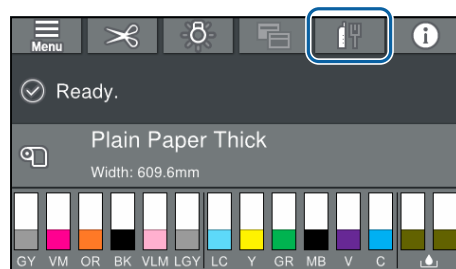 Menu
Ready.
Plain Paper Thick
Width: 609.6mm
GY VM OR BK VLM LGY LC Y GR MB V C